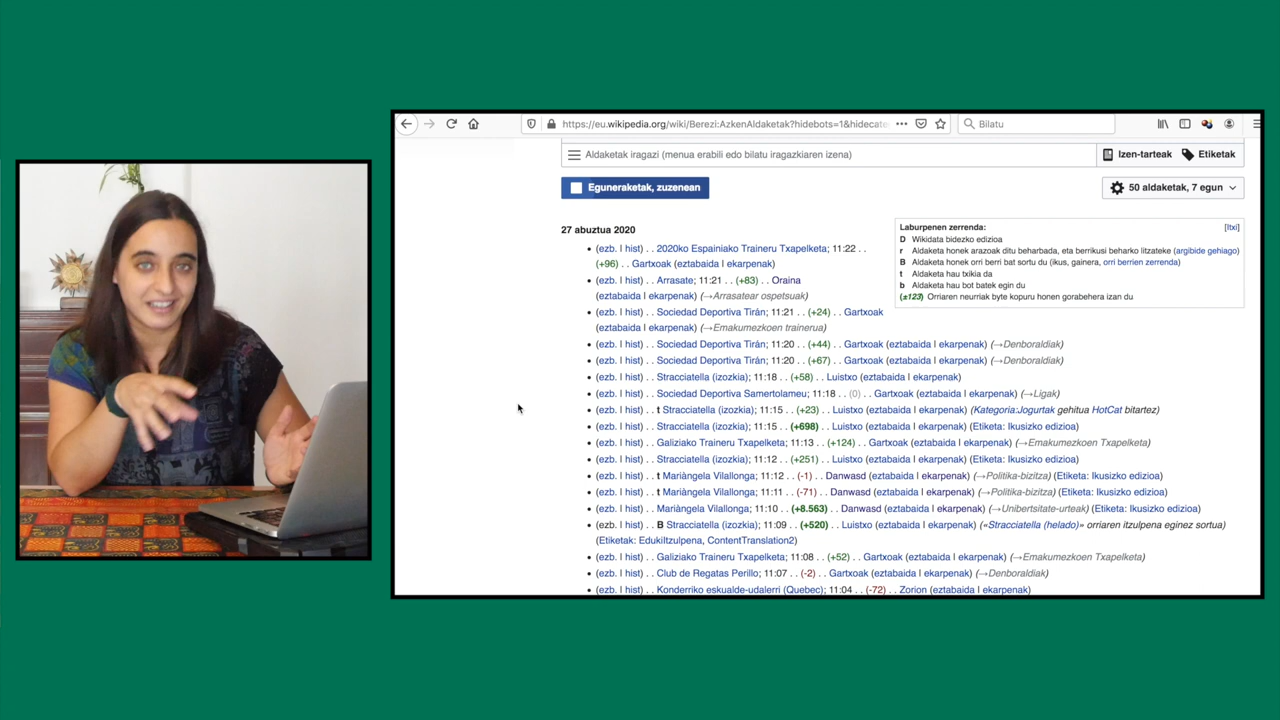 https://eu.wikipedia.org/wiki/Berezi:AzkenAldaketak?hidebots=1&hidecate
Bilatu
Aldaketak iragazi (menua erabili edo bilatu iragazkiaren izena)
Izen-tarteak
Etiketak
Eguneraketak, zuzenean
50 aldaketak, 7 egun
27 abuztua 2020
Laburpenen zerrenda:
[Itxi]
D Wikidata bidezko edizioa
r Aldaketa honek arazoak ditu beharbada, eta berrikusi beharko litzateke (argibide gehiago)
B Aldaketa honek orri berri bat sortu du (ikus, gainera, orri berrien zerrenda)
t Aldaketa hau txikia da
b Aldaketa hau bot batek egin du
(±123) Orriaren neurriak byte kopuru honen gorabehera izan du
(ezb. | hist) . . 2020ko Espainiako Traineru Txapelketa; 11:22 . .
(+96) . . Gartxoak (eztabaida | ekarpenak)
(ezb. | hist) . . Arrasate; 11:21 . . (+83) . . Oraina
(eztabaida | ekarpenak) (→Arrasatear ospetsuak)
(ezb. | hist) . . Sociedad Deportiva Tirán; 11:21 . . (+24) . . Gartxoak
(eztabaida | ekarpenak) (→Emakumezkoen trainerua)
(ezb. | hist) . . Sociedad Deportiva Tirán; 11:20 . . (+44) . . Gartxoak (eztabaida | ekarpenak) (→Denboraldiak)
(ezb. | hist) . . Sociedad Deportiva Tirán; 11:20 . . (+67) . . Gartxoak (eztabaida | ekarpenak) (→Denboraldiak)
(ezb. | hist) . . Stracciatella (izozkia); 11:18 . . (+58) . . Luistxo (eztabaida | ekarpenak)
(ezb. | hist) . . Sociedad Deportiva Samertolameu; 11:18 . . (0) . . Gartxoak (eztabaida | ekarpenak) (→Ligak)
(ezb. | hist) . . t Stracciatella (izozkia); 11:15 . . (+23) . . Luistxo (eztabaida | ekarpenak) (Kategoria:Jogurtak gehitua HotCat bitartez)
(ezb. | hist) . . Stracciatella (izozkia); 11:15 . . (+698) . . Luistxo (eztabaida | ekarpenak) (Etiketa: Ikusizko edizioa)
(ezb. | hist) . . Galiziako Traineru Txapelketa; 11:13 . . (+124) . . Gartxoak (eztabaida | ekarpenak) (→Emakumezkoen Txapelketa)
(ezb. | hist) . . Stracciatella (izozkia); 11:12 . . (+251) . . Luistxo (eztabaida | ekarpenak) (Etiketa: Ikusizko edizioa)
(ezb. | hist) . . t Mariàngela Vilallonga; 11:12 . . (-1) . . Danwasd (eztabaida | ekarpenak) (→Politika-bizitza) (Etiketa: Ikusizko edizioa)
(ezb. | hist) . . t Mariàngela Vilallonga; 11:11 . . (-71) . . Danwasd (eztabaida | ekarpenak) (→Politika-bizitza) (Etiketa: Ikusizko edizioa)
(ezb. | hist) . . Mariàngela Vilallonga; 11:10 . . (+8.563) . . Danwasd (eztabaida | ekarpenak) (→Unibertsitate-urteak) (Etiketa: Ikusizko edizioa)
(ezb. | hist) . . B Stracciatella (izozkia); 11:09 . . (+520) . . Luistxo (eztabaida | ekarpenak) («Stracciatella (helado)» orriaren itzulpena eginez sortua)
(Etiketak: Edukiltzulpena, ContentTranslation2)
(ezb. | hist) . . Galiziako Traineru Txapelketa; 11:08 . . (+52) . . Gartxoak (eztabaida | ekarpenak) (→Emakumezkoen Txapelketa)
(ezb. | hist) . . Club de Regatas Perillo; 11:07 . . (-2) . . Gartxoak (eztabaida | ekarpenak) (→Denboraldiak)
(ezb. | hist) . . Konderriko eskualde-udalerri (Quebec); 11:04 . . (-72) . . Zorion (eztabaida | ekarpenak)